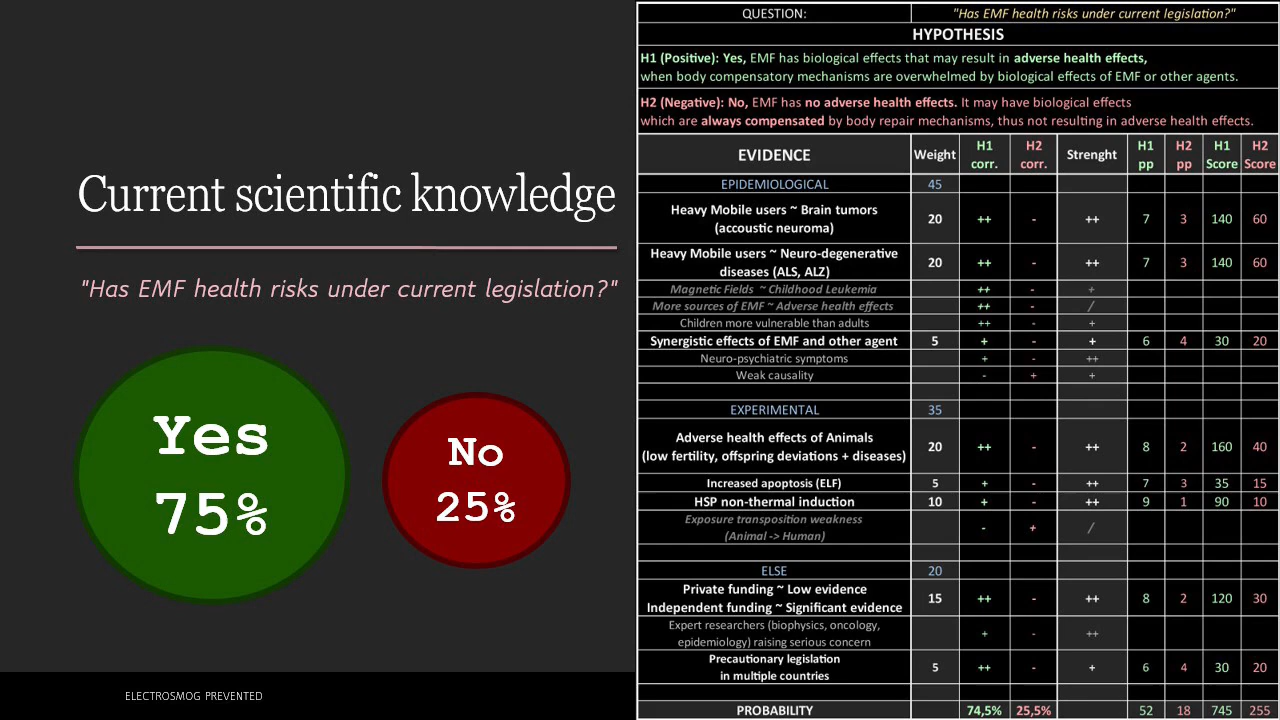 Current scientific knowledge
"Has EMF health risks under current legislation?"
Yes
75%
No
25%
ELECTROSMOG PREVENTED
QUESTION: "Has EMF health risks under current legislation?"
HYPOTHESIS
H1 (Positive): Yes, EMF has biological effects that may result in adverse health effects,
when body compensatory mechanisms are overwhelmed by biological effects of EMF or other agents.
H2 (Negative): No, EMF has no adverse health effects. It may have biological effects
which are always compensated by body repair mechanisms, thus not resulting in adverse health effects.
EVIDENCE Weight H1 corr. H2 corr. Strenght H1 pp H2 pp H1 Score H2 Score
EPIDEMIOLOGICAL 45
Heavy Mobile users ~ Brain tumors
(accoustic neuroma) 20 ++ - ++ 7 3 140 60
Heavy Mobile users ~ Neuro-degenerative
diseases (ALS, ALZ) 20 ++ - ++ 7 3 140 60
Magnetic Fields ~ Childhood Leukemia ++ - +
More sources of EMF ~ Adverse health effects ++ - /
Children more vulnerable than adults ++ - +
Synergistic effects of EMF and other agent 5 + - + 6 4 30 20
Neuro-psychiatric symptoms + - ++
Weak causality - + +
EXPERIMENTAL 35
Adverse health effects of Animals
(low fertility, offspring deviations + diseases) 20 ++ - ++ 8 2 160 40
Increased apoptosis (ELF) 5 + - ++ 7 3 35 15
HSP non-thermal induction 10 + - ++ 9 1 90 10
Exposure transposition weakness
(Animal -> Human) - + /
ELSE 20
Private funding ~ Low evidence
Independent funding ~ Significant evidence 15 ++ - ++ 8 2 120 30
Expert researchers (biophysics, oncology,
epidemiology) raising serious concern + - ++
Precautionary legislation
in multiple countries 5 ++ - + 6 4 30 20
PROBABILITY 74,5% 25,5% 52 18 745 255